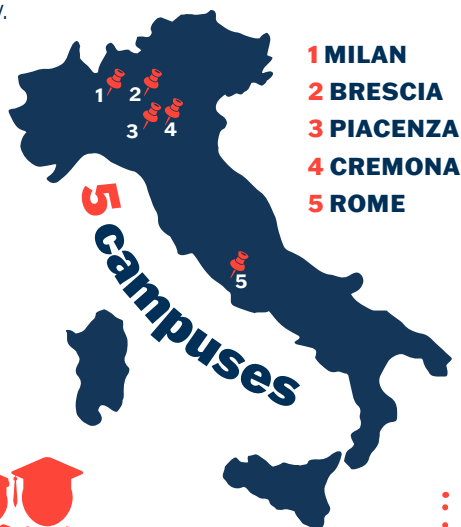 y.
1 MILAN
2 BRESCIA
3 PIACENZA
4 CREMONA
5 ROME
1
2
3
4
5
5 campuses